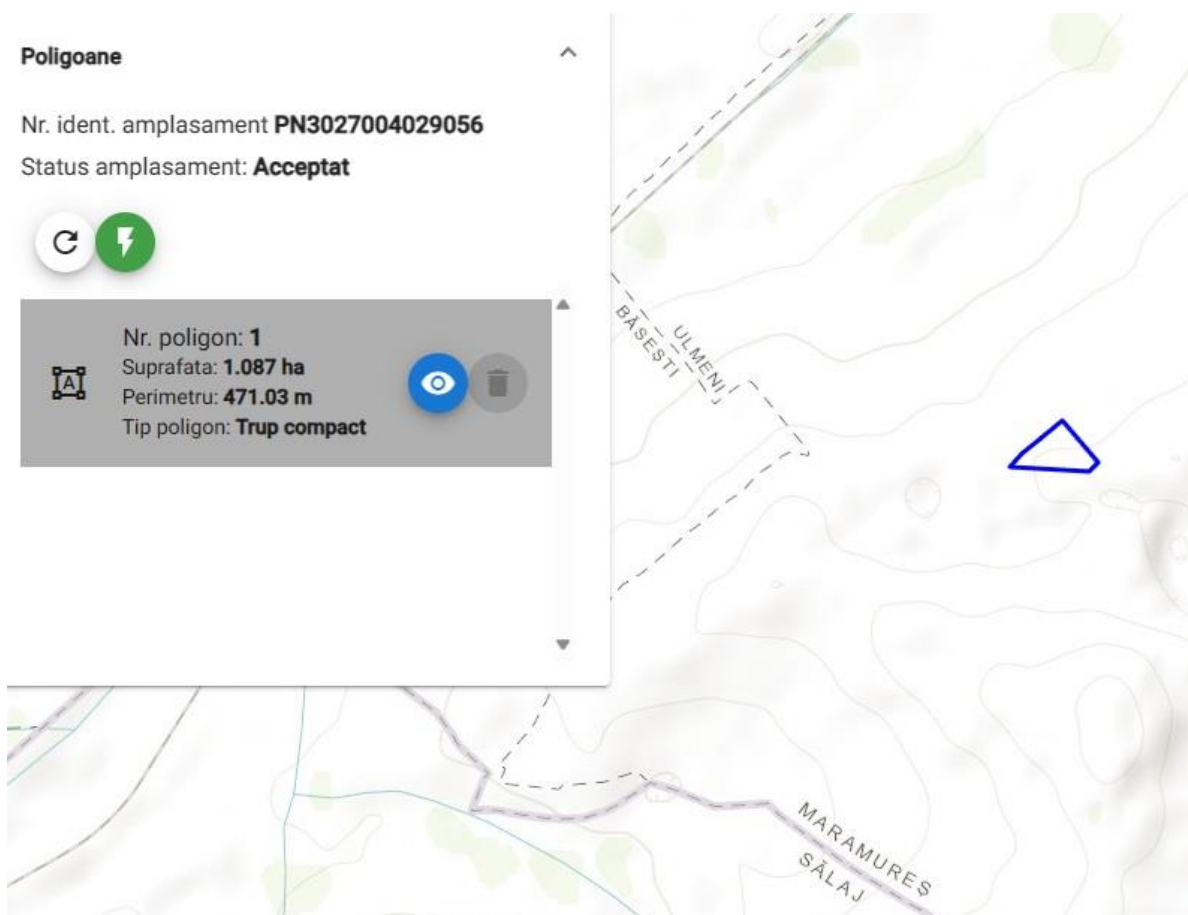 Poligoane
Nr. ident. amplasament PN3027004029056
Status amplasament: Acceptat
A
Nr. poligon: 1
Suprafata: 1.087 ha
Perimetru: 471.03 m
Tip poligon: Trup compact
BĂSEȘTI
ULMENI
MARAMUREȘ
SĂLAJ